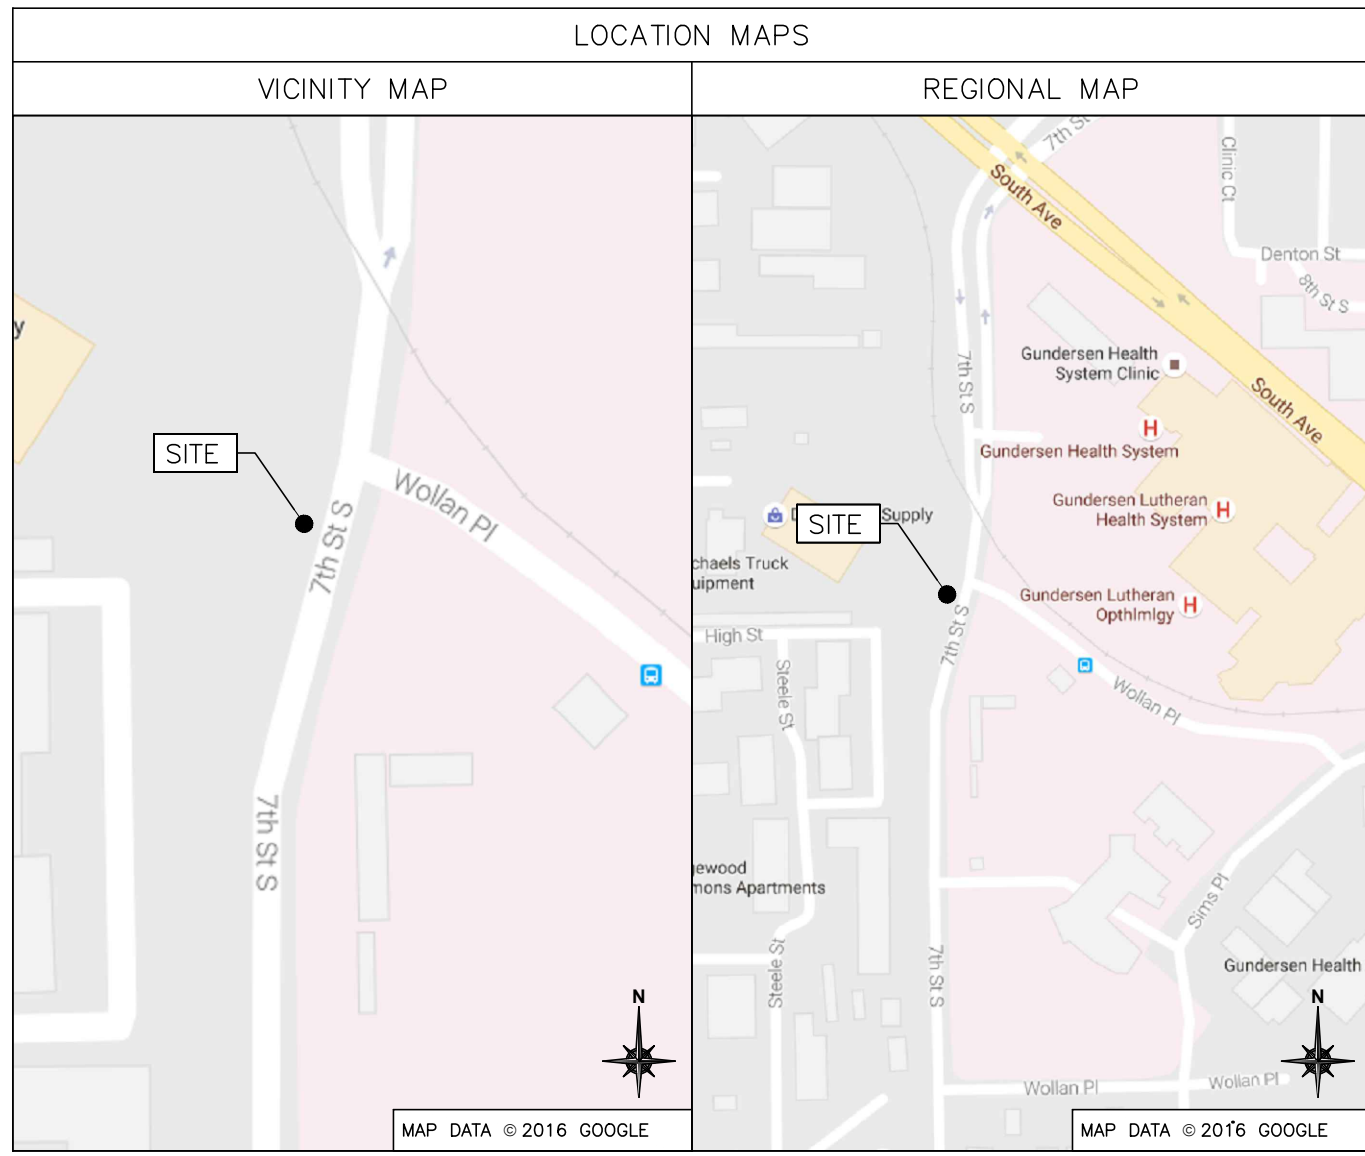 LOCATION MAPS
VICINITY MAP
REGIONAL MAP
y
SITE
7th St S
Wollan Pl
7th St S
N
MAP DATA © 2016 GOOGLE
7th St
South Ave
Clinic Ct
Denton St
8th St S
7th St S
Gundersen Health
System Clinic
South Ave
Gundersen Health System
H
Gundersen Lutheran
Health System
H
D
SITE
Supply
chaels Truck
uipment
Gundersen Lutheran
Opthlmlgy
H
7th St S
High St
Steele St
Wollan Pl
gewood
mons Apartments
Sims Pl
Steele St
7th St S
Gundersen Health
N
Wollan Pl
Wollan Pl
MAP DATA © 2016 GOOGLE